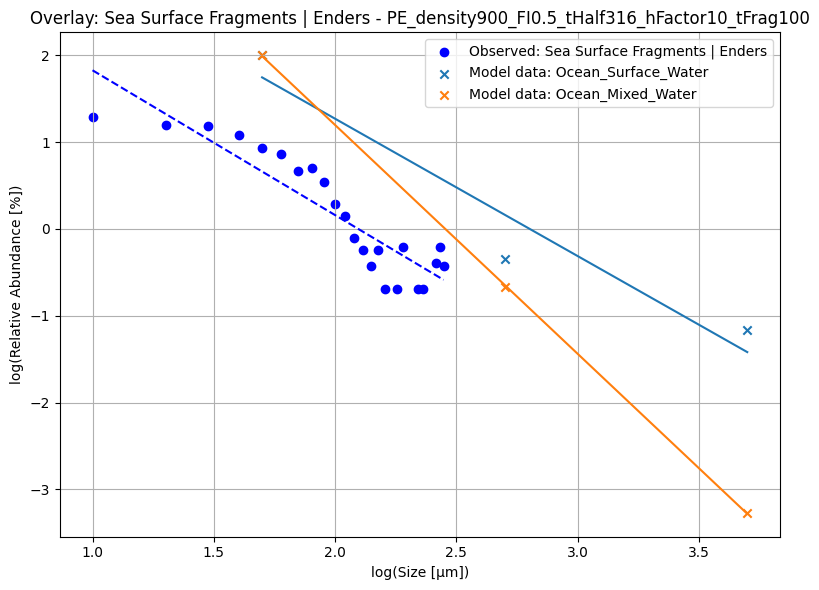 Overlay: Sea Surface Fragments | Enders - PE_density900_FI0.5_tHalf316_hFactor10_tFrag100
Observed: Sea Surface Fragments | Enders
Model data: Ocean_Surface_Water
Model data: Ocean_Mixed_Water
log(Relative Abundance [%])
2
1
0
−1
−2
−3
1.0 1.5 2.0 2.5 3.0 3.5
log(Size [μm])